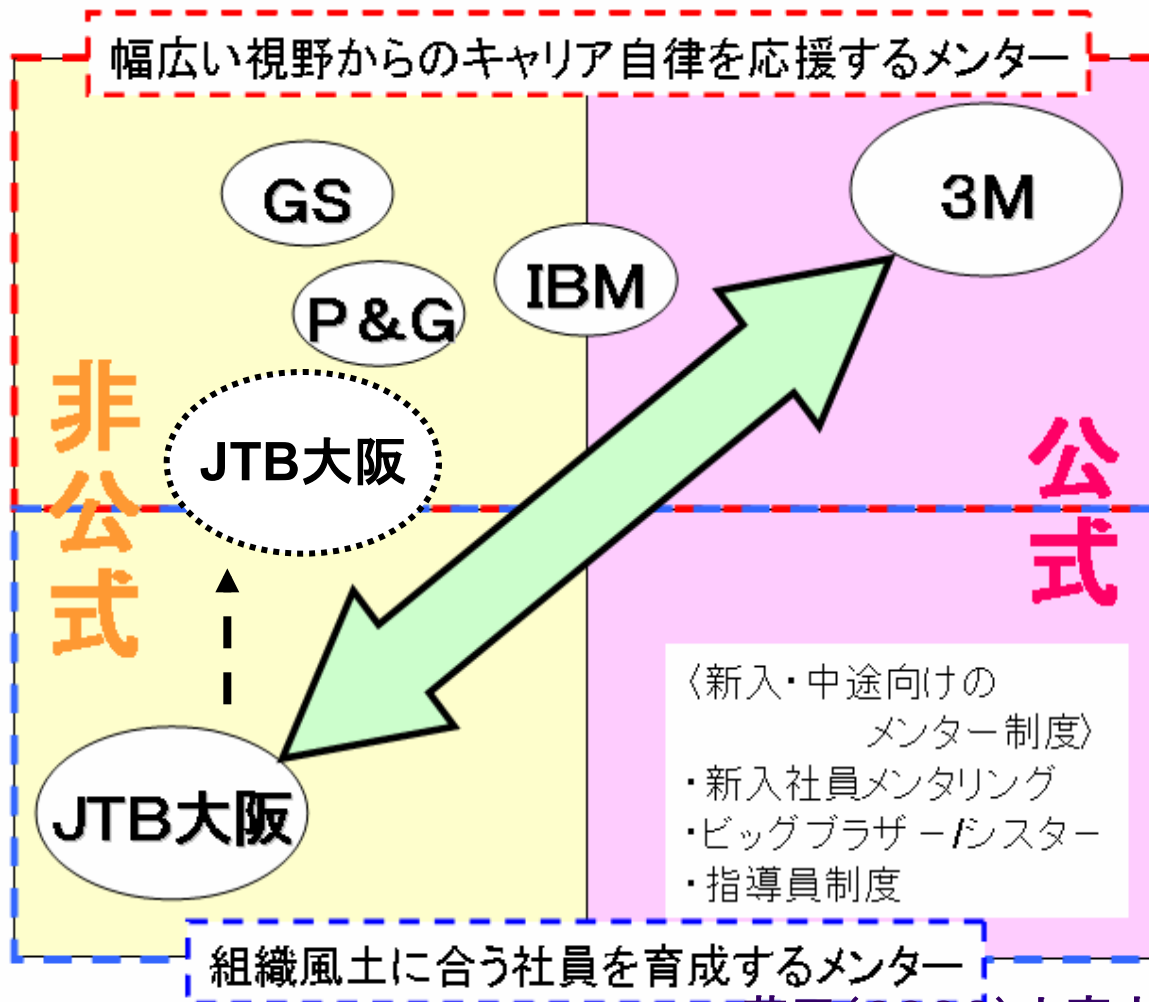 幅広い視野からのキャリア自律を応援するメンター
GS
3M
IBM
P&G
非公式
JTB大阪
公式
〈新入・中途向けの
メンター制度〉
・新入社員メンタリング
・ビッグブラザー/シスター
・指導員制度
JTB大阪
組織風土に合う社員を育成するメンター